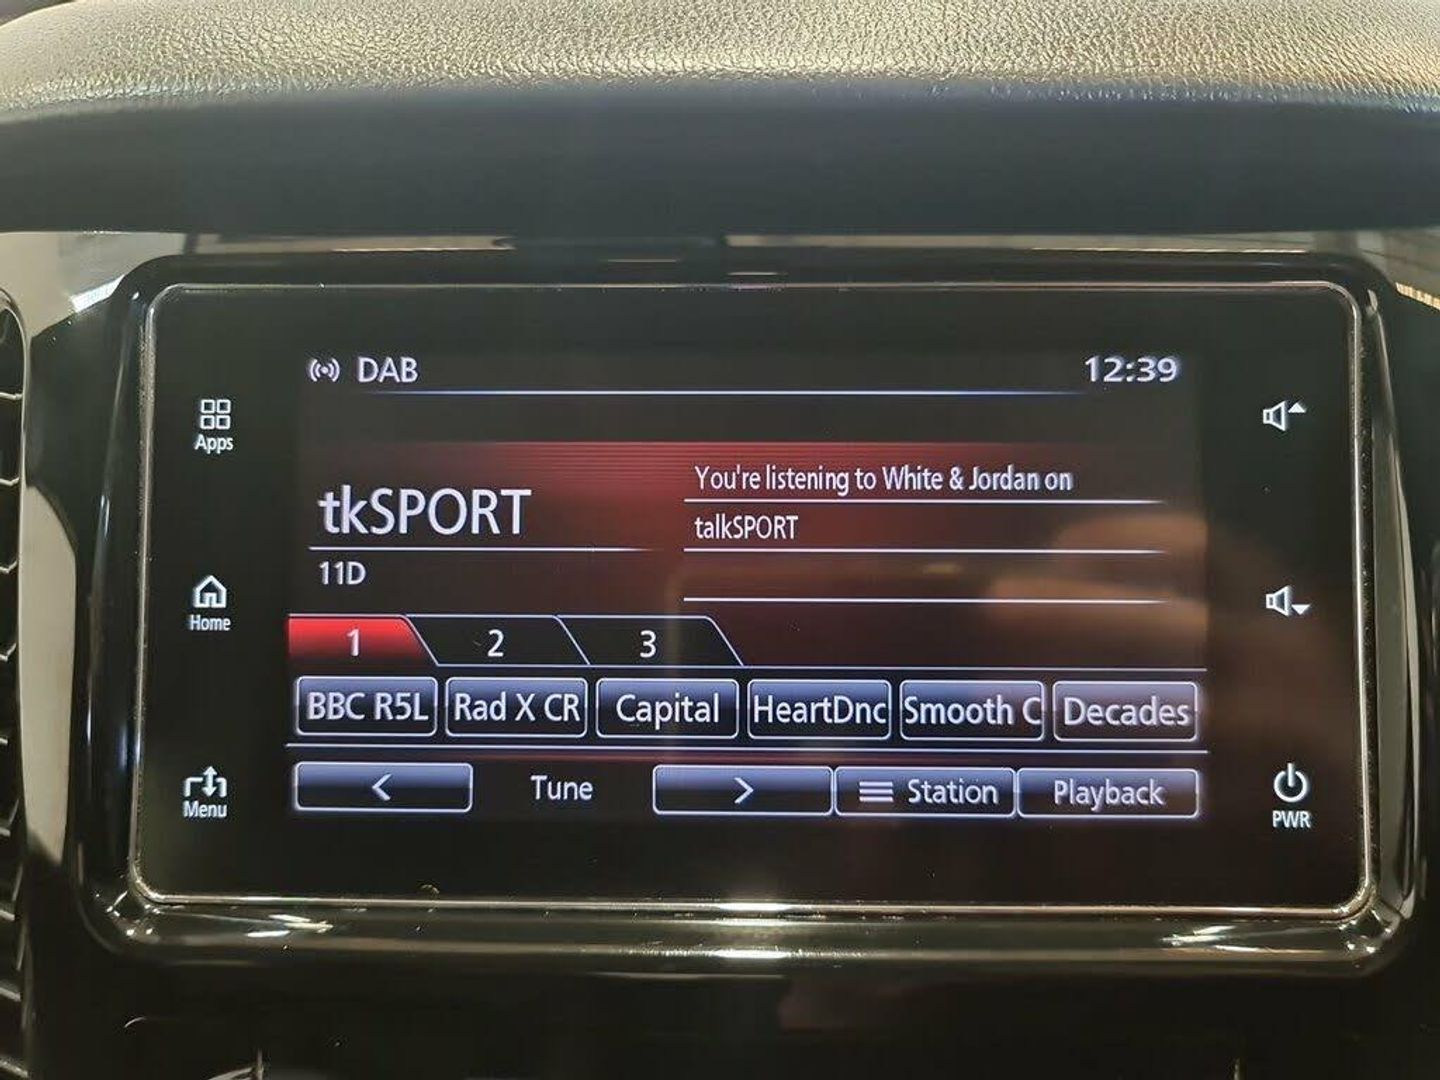 DAB 12:39
Apps
You're listening to White & Jordan on
tkSPORT
talkSPORT
11D
Home
1 2 3
BBC R5L Rad X CR Capital HeartDnc Smooth C Decades
< Tune > Station Playback
Menu
PWR